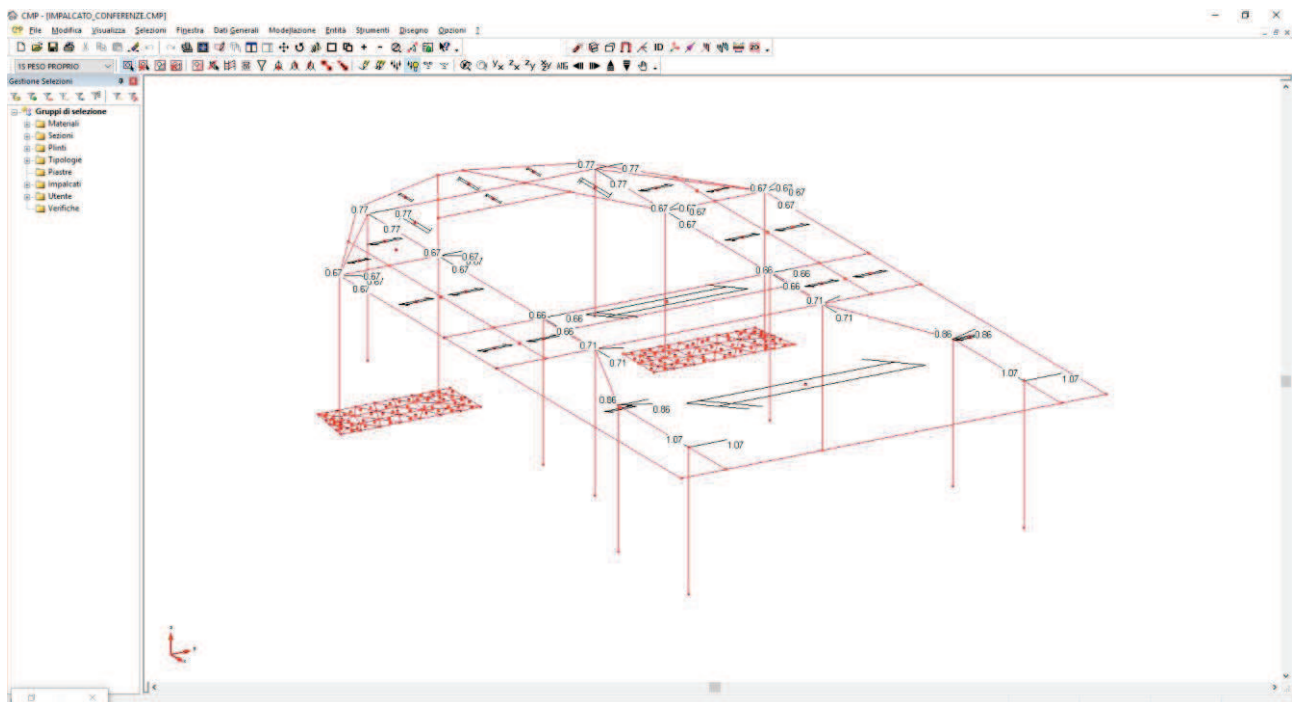 CMP - [IMPALCATO_CONFERENZE.CMP]
File Modifica Visualizza Selezioni Finestra Dati Generali Modellazione Entità Strumenti Disegno Opzioni ?
1S PESO PROPRIO
Gestione Selezioni
Gruppi di selezione
Materiali
Sezioni
Plinti
Tipologie
Piastre
Impalcati
Utente
Verifiche
0.77 0.77
0.77
0.67 0.67
0.67
0.67 0.67
0.67
0.77 0.77
0.77
0.67 0.67
0.67
0.67 0.67
0.67
0.66 0.66
0.66
0.71
0.71
0.66 0.66
0.66
0.71
0.71
0.86 0.86
0.86 0.86
1.07 1.07
1.07 1.07